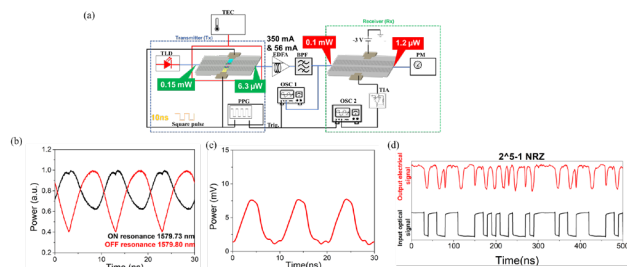 (a)
TEC
Transmitter (Tx)
Receiver (Rx)
350 mA
& 56 mA
-3 V
TLD
EDFA
BPF
0.1 mW
1.2 µW
PM
0.15 mW
6.3 µW
OSC 1
TIA
10ns
PPG
OSC 2
Square pulse
Trig.
(b)
Power (a.u.)
1.0
0.8
0.6
0.4
0.2
0.0
ON resonance 1579.73 nm
OFF resonance 1579.80 nm
0
10
20
30
Time (ns)
(c)
Power (mV)
15
10
5
0
0
10
20
30
Time(ns)
(d)
2^5-1 NRZ
Output electrical
signal
Input optical
signal
0
100
200
300
400
500
Time(ns)